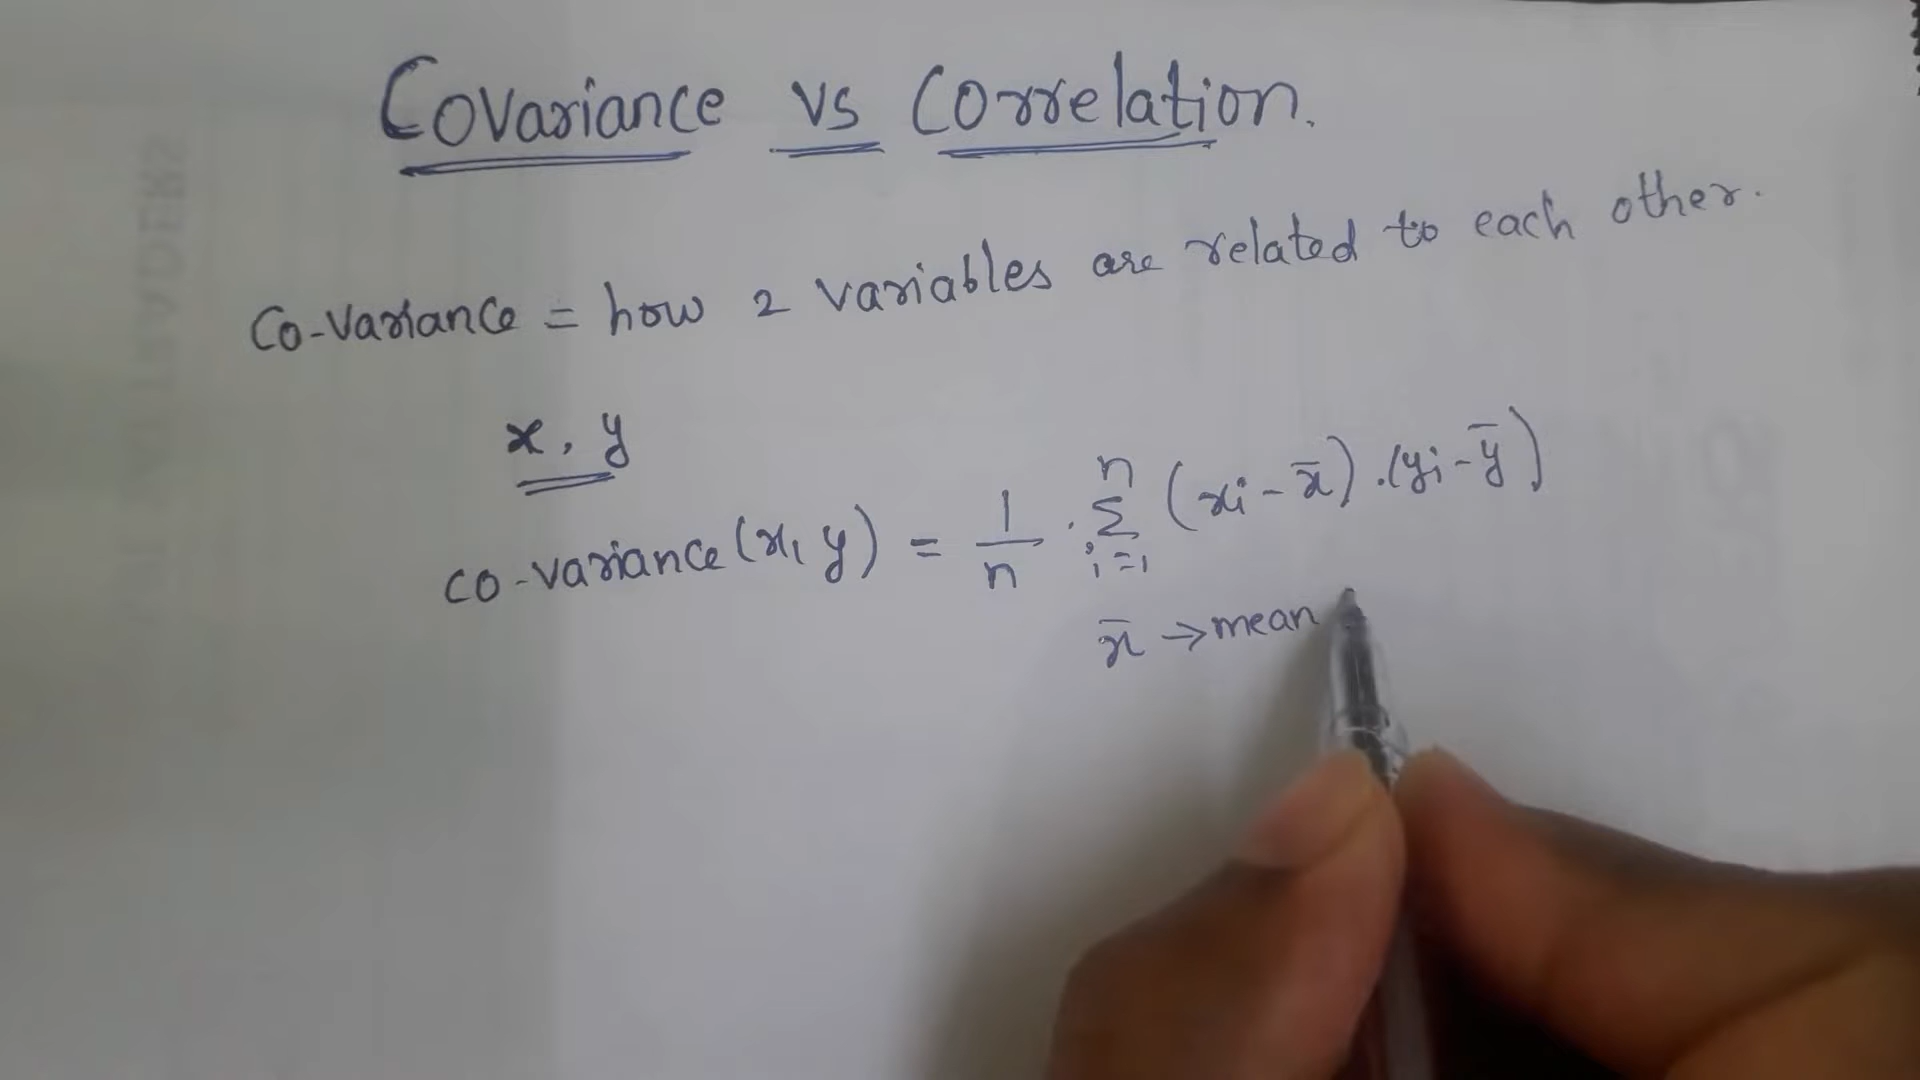 Covariance vs Correlation.
Co-variance = how 2 variables are related to each other.
x, y
co-variance (x, y) = 1/n . n Σ i=1 (xi - x̄) . (yi - ȳ)
x̄ → mean